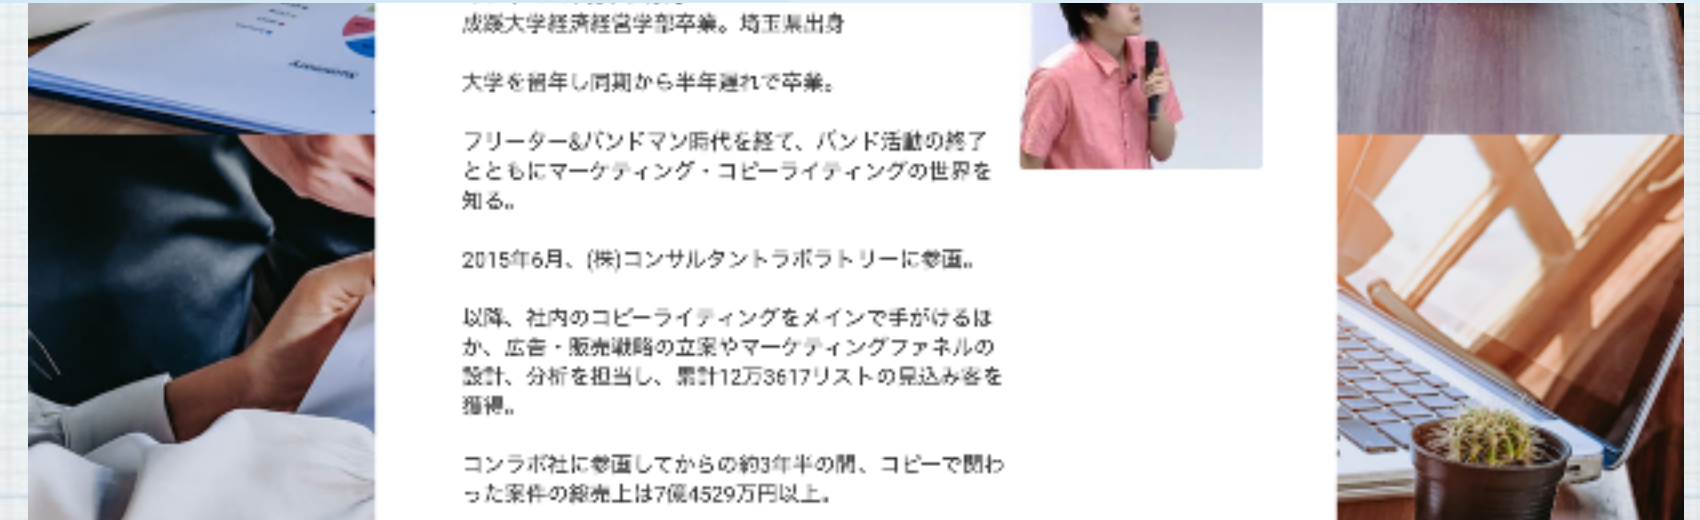 成蹊大学経済経営学部卒業。埼玉県出身
大学を留年し同期から半年遅れで卒業。
フリーター&バンドマン時代を経て、バンド活動の終了
とともにマーケティング・コピーライティングの世界を
知る。
2015年6月、(株)コンサルタントラボラトリーに参画。
以降、社内のコピーライティングをメインで手がけるほ
か、広告・販売戦略の立案やマーケティングファネルの
設計、分析を担当し、累計12万3617リストの見込み客を
獲得。
コンラボ社に参画してからの約3年半の間、コピーで関わ
った案件の総売上は7億4529万円以上。